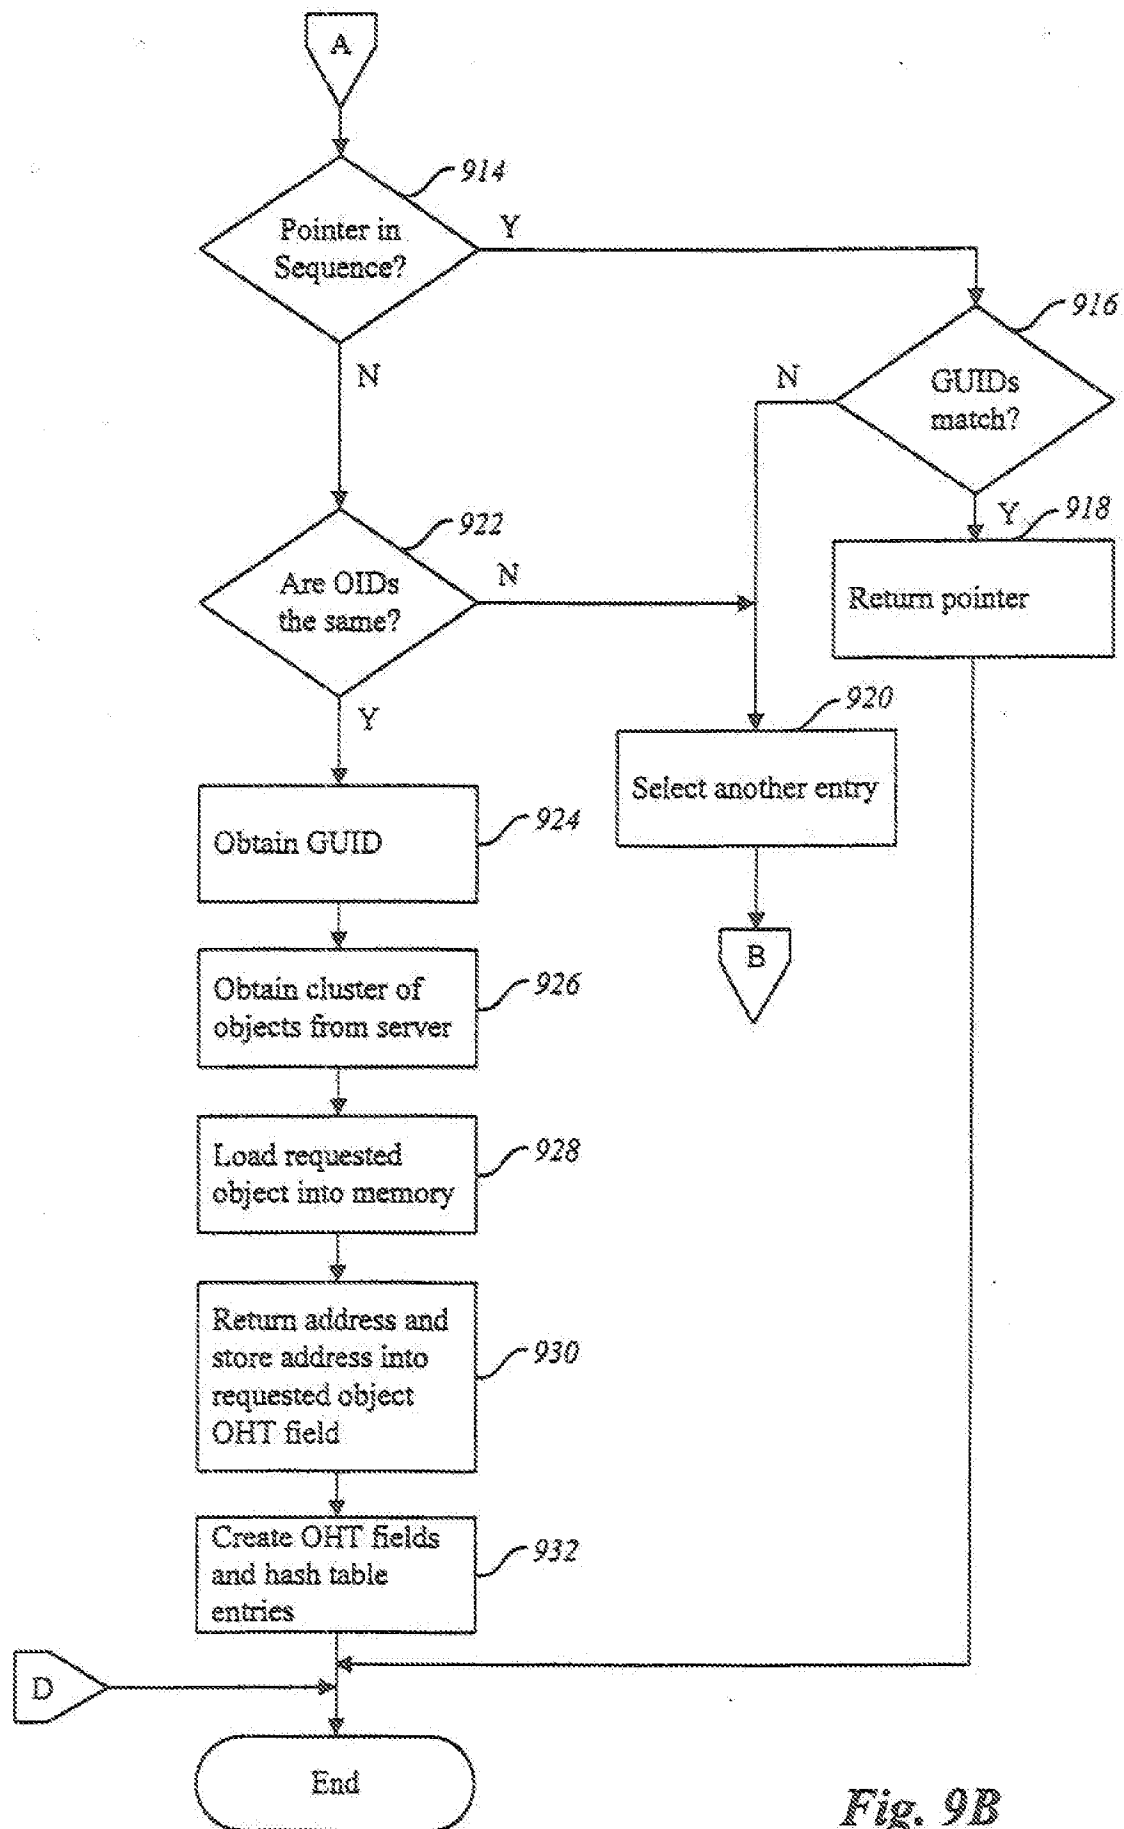 A
914
Pointer in
Sequence?
Y
N
916
GUIDs
match?
N
Y
918
Return pointer
922
Are OIDs
the same?
N
Y
920
Select another entry
B
Obtain GUID
924
Obtain cluster of
objects from server
926
Load requested
object into memory
928
Return address and
store address into
requested object
OHT field
930
Create OHT fields
and hash table
entries
932
D
End
Fig. 9B